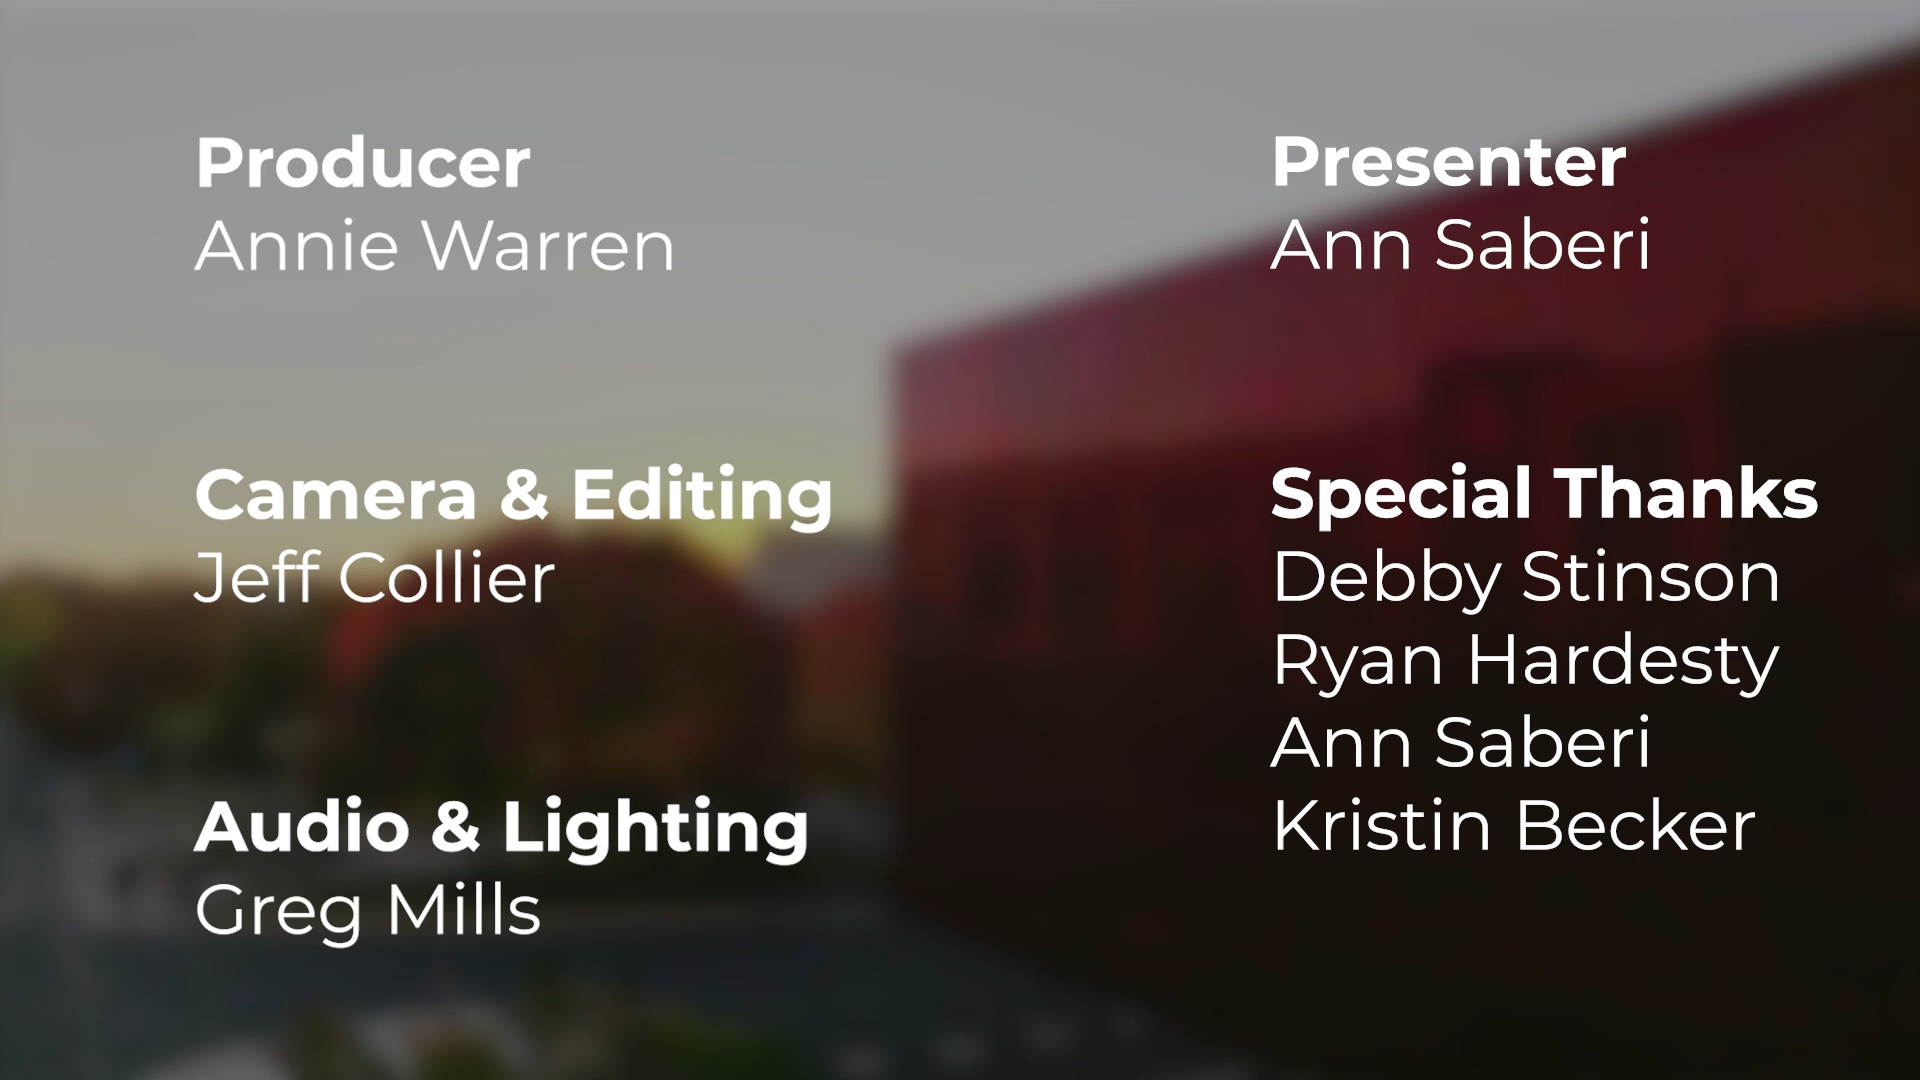 Producer
Annie Warren
Camera & Editing
Jeff Collier
Audio & Lighting
Greg Mills
Presenter
Ann Saberi
Special Thanks
Debby Stinson
Ryan Hardesty
Ann Saberi
Kristin Becker